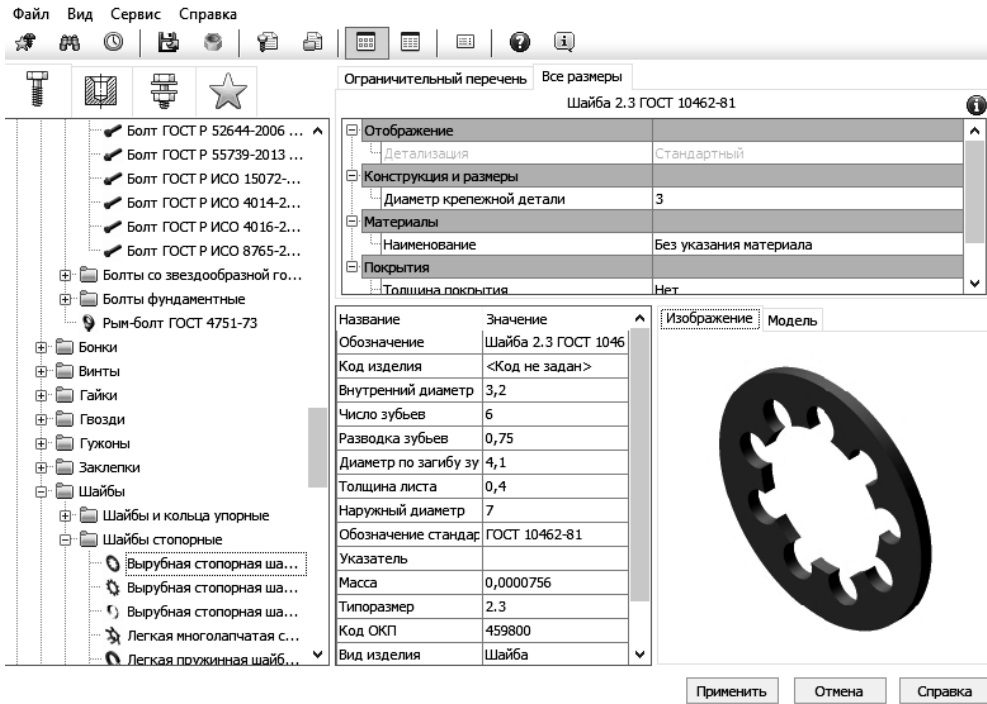 Файл Вид Сервис Справка
Ограничительный перечень Все размеры
Шайба 2.3 ГОСТ 10462-81
Болт ГОСТ Р 52644-2006 ...
Болт ГОСТ Р 55739-2013 ...
Болт ГОСТ Р ИСО 15072-...
Болт ГОСТ Р ИСО 4014-2...
Болт ГОСТ Р ИСО 4016-2...
Болт ГОСТ Р ИСО 8765-2...
Болты со звездообразной го...
Болты фундаментные
Рым-болт ГОСТ 4751-73
Бонки
Винты
Гайки
Гвозди
Гужоны
Заклепки
Шайбы
Шайбы и кольца упорные
Шайбы стопорные
Вырубная стопорная ша...
Вырубная стопорная ша...
Вырубная стопорная ша...
Легкая многолапчатая с...
Легкая пружинная шайб...
Отображение
Детализация Стандартный
Конструкция и размеры
Диаметр крепежной детали 3
Материалы
Наименование Без указания материала
Покрытия
Толщина покрытия Нет
Название Значение
Обозначение Шайба 2.3 ГОСТ 1046
Код изделия <Код не задан>
Внутренний диаметр 3,2
Число зубьев 6
Разводка зубьев 0,75
Диаметр по загибу зу 4,1
Толщина листа 0,4
Наружный диаметр 7
Обозначение стандар ГОСТ 10462-81
Указатель
Масса 0,0000756
Типоразмер 2.3
Код ОКП 459800
Вид изделия Шайба
Изображение Модель
Применить Отмена Справка